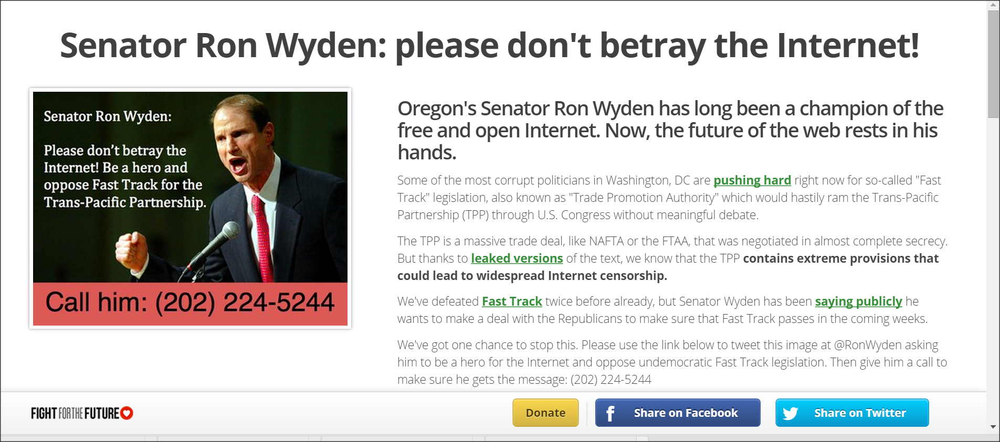 Senator Ron Wyden: please don't betray the Internet!
Senator Ron Wyden:
Please don't betray the
Internet! Be a hero and
oppose Fast Track for the
Trans-Pacific Partnership.
Call him: (202) 224-5244
Oregon's Senator Ron Wyden has long been a champion of the
free and open Internet. Now, the future of the web rests in his
hands.
Some of the most corrupt politicians in Washington, DC are pushing hard right now for so-called "Fast
Track" legislation, also known as "Trade Promotion Authority" which would hastily ram the Trans-Pacific
Partnership (TPP) through U.S. Congress without meaningful debate.
The TPP is a massive trade deal, like NAFTA or the FTAA, that was negotiated in almost complete secrecy.
But thanks to leaked versions of the text, we know that the TPP contains extreme provisions that
could lead to widespread Internet censorship.
We've defeated Fast Track twice before already, but Senator Wyden has been saying publicly he
wants to make a deal with the Republicans to make sure that Fast Track passes in the coming weeks.
We've got one chance to stop this. Please use the link below to tweet this image at @RonWyden asking
him to be a hero for the Internet and oppose undemocratic Fast Track legislation. Then give him a call to
make sure he gets the message: (202) 224-5244
FIGHT FOR THE FUTURE
Donate
Share on Facebook
Share on Twitter